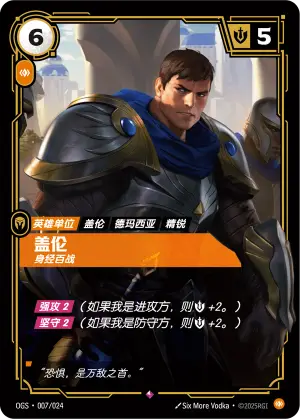 6
5
英雄单位 盖伦 德玛西亚 精锐
盖伦
身经百战
强攻 2 （如果我是进攻方，则 +2。）
坚守 2 （如果我是防守方，则 +2。）
“恐惧，是万敌之首。”
OGS • 007/024 Six More Vodka • ©2025RGI